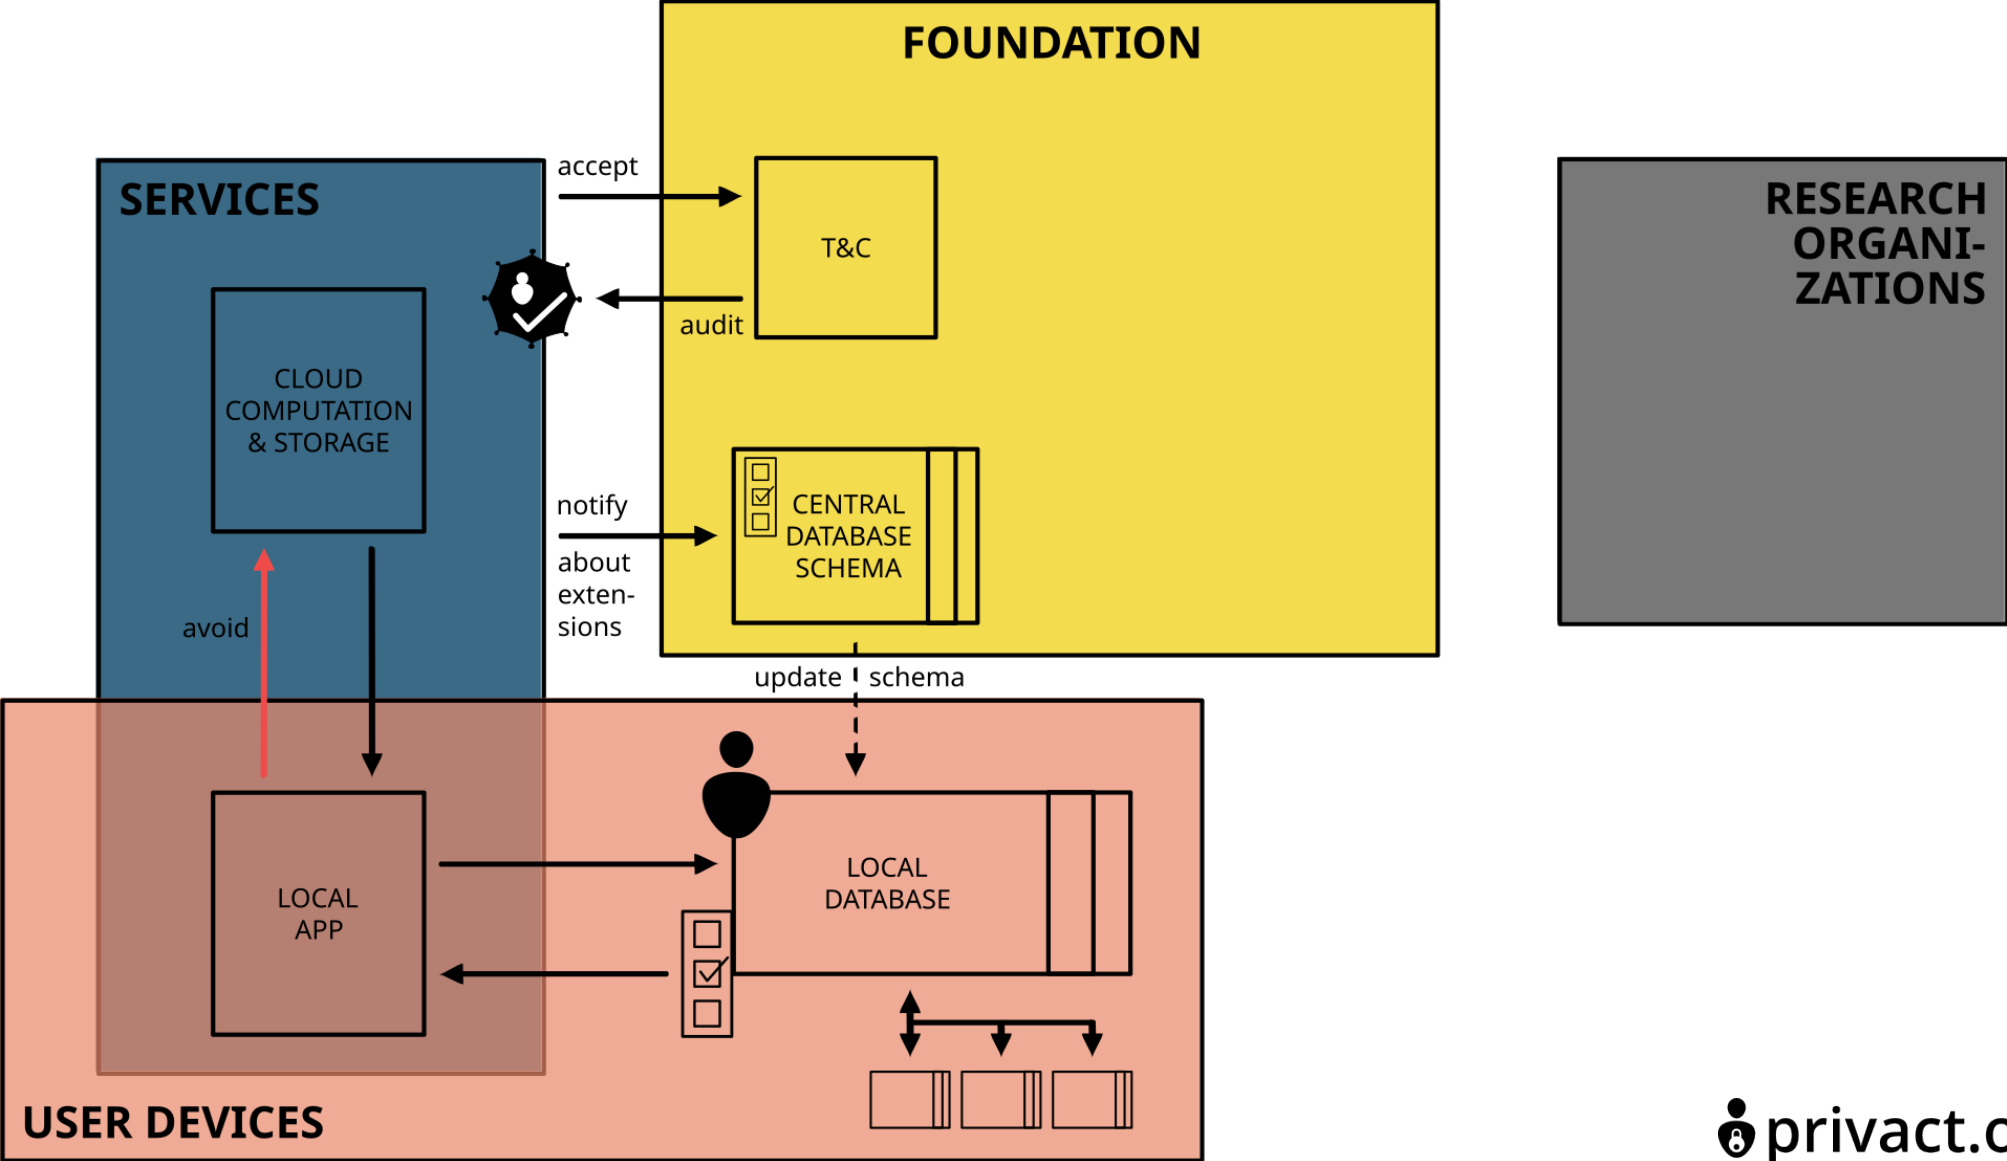 FOUNDATION
SERVICES
accept
T&C
audit
RESEARCH
ORGANI-
ZATIONS
CLOUD
COMPUTATION
& STORAGE
notify
about
exten-
sions
CENTRAL
DATABASE
SCHEMA
avoid
update schema
LOCAL
APP
LOCAL
DATABASE
USER DEVICES
privact.o